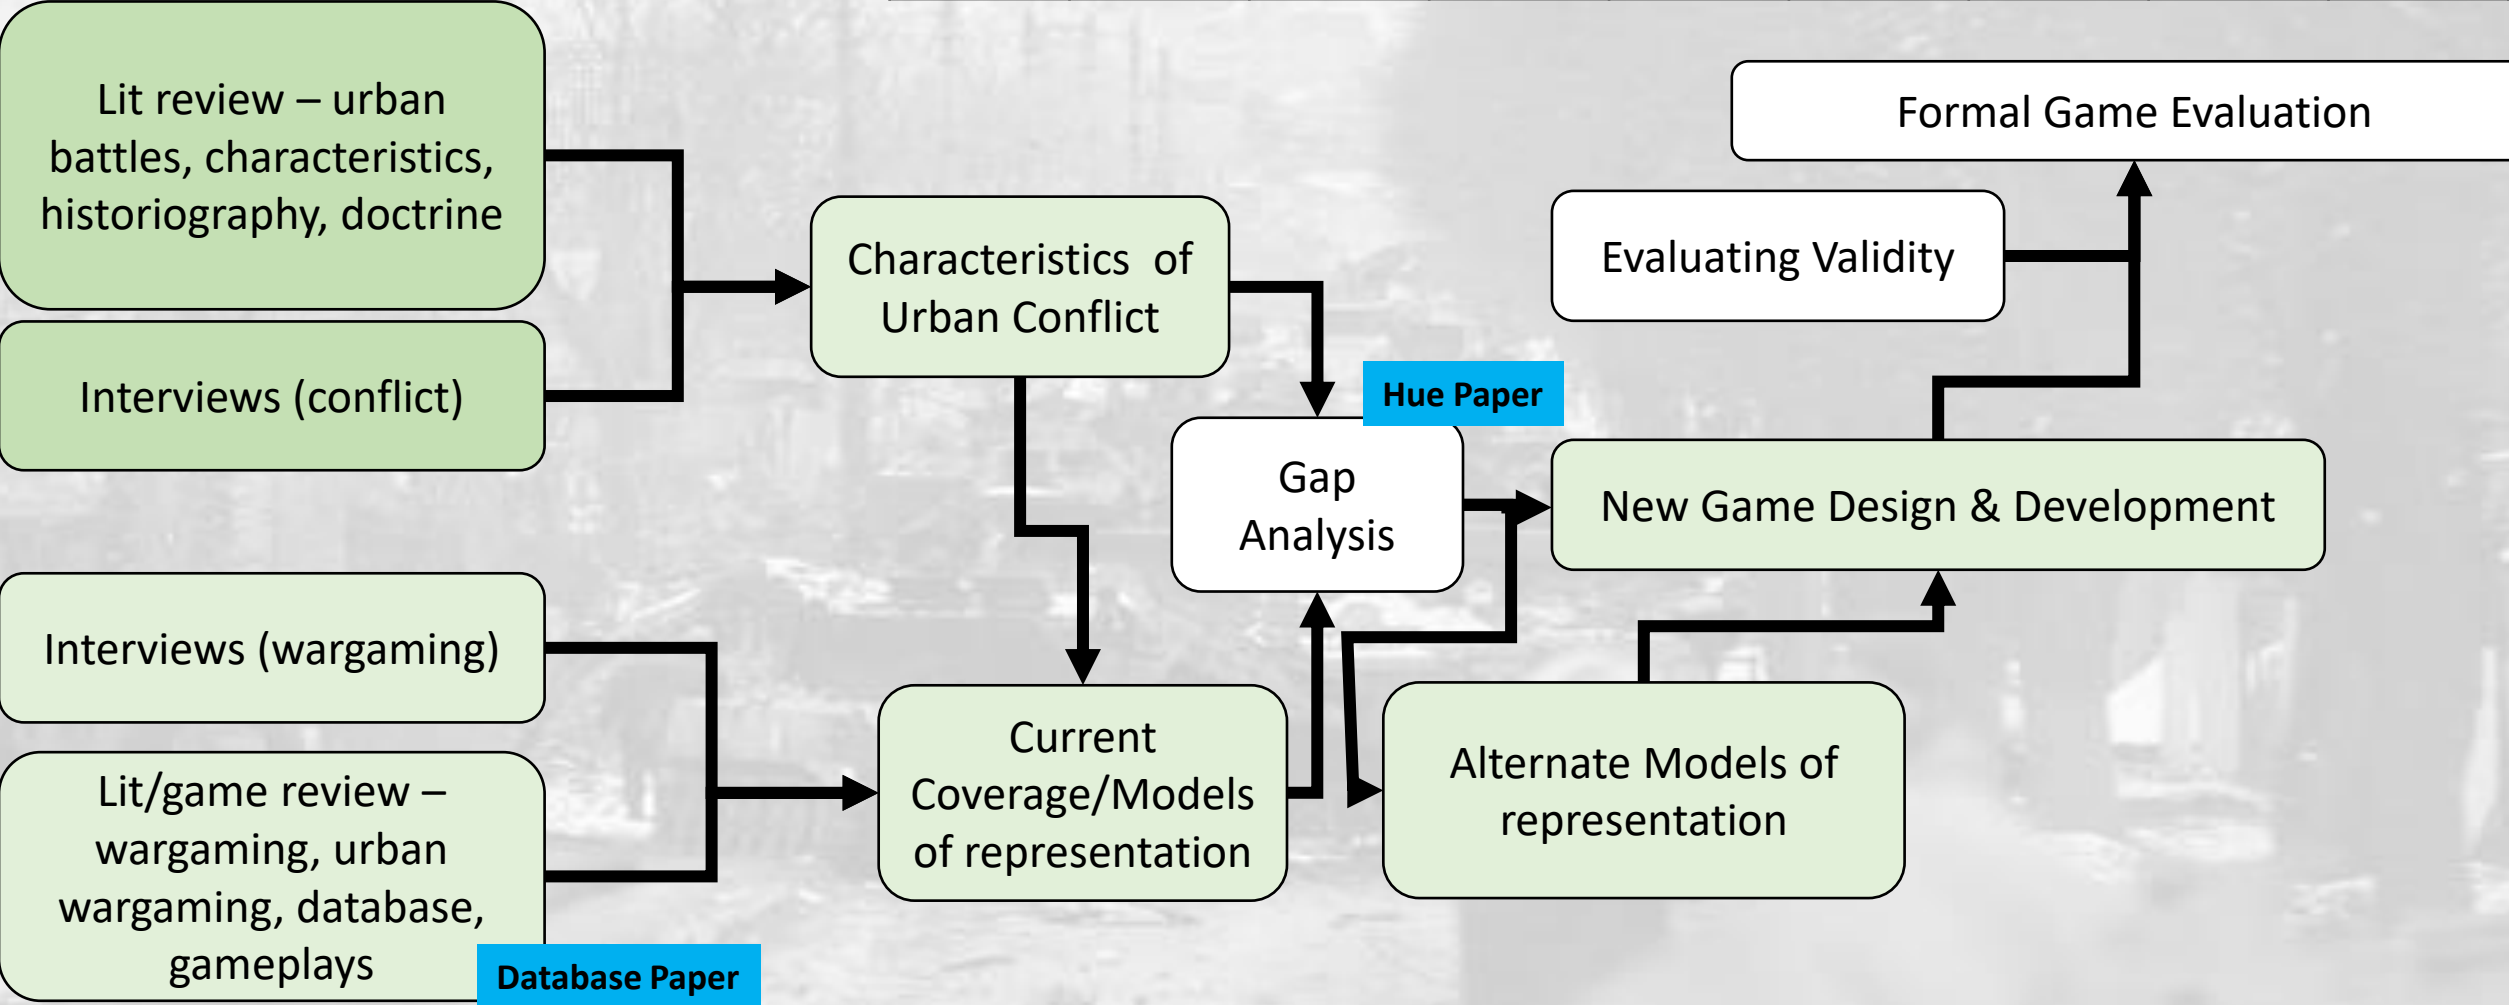 Lit review – urban
battles, characteristics,
historiography, doctrine
Interviews (conflict)
Interviews (wargaming)
Lit/game review –
wargaming, urban
wargaming, database,
gameplays
Database Paper
Characteristics of
Urban Conflict
Current
Coverage/Models
of representation
Hue Paper
Gap
Analysis
Formal Game Evaluation
Evaluating Validity
New Game Design & Development
Alternate Models of
representation